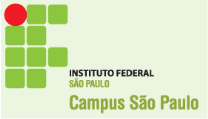 INSTITUTO FEDERAL
SÃO PAULO
Campus São Paulo